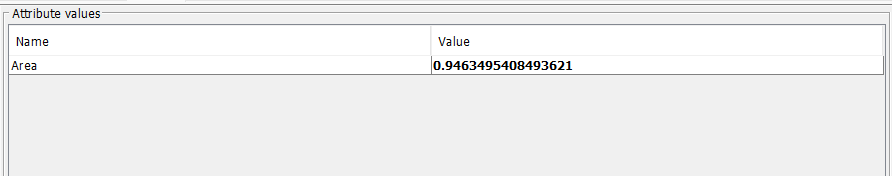 Attribute values
Name Value
Area 0.9463495408493621